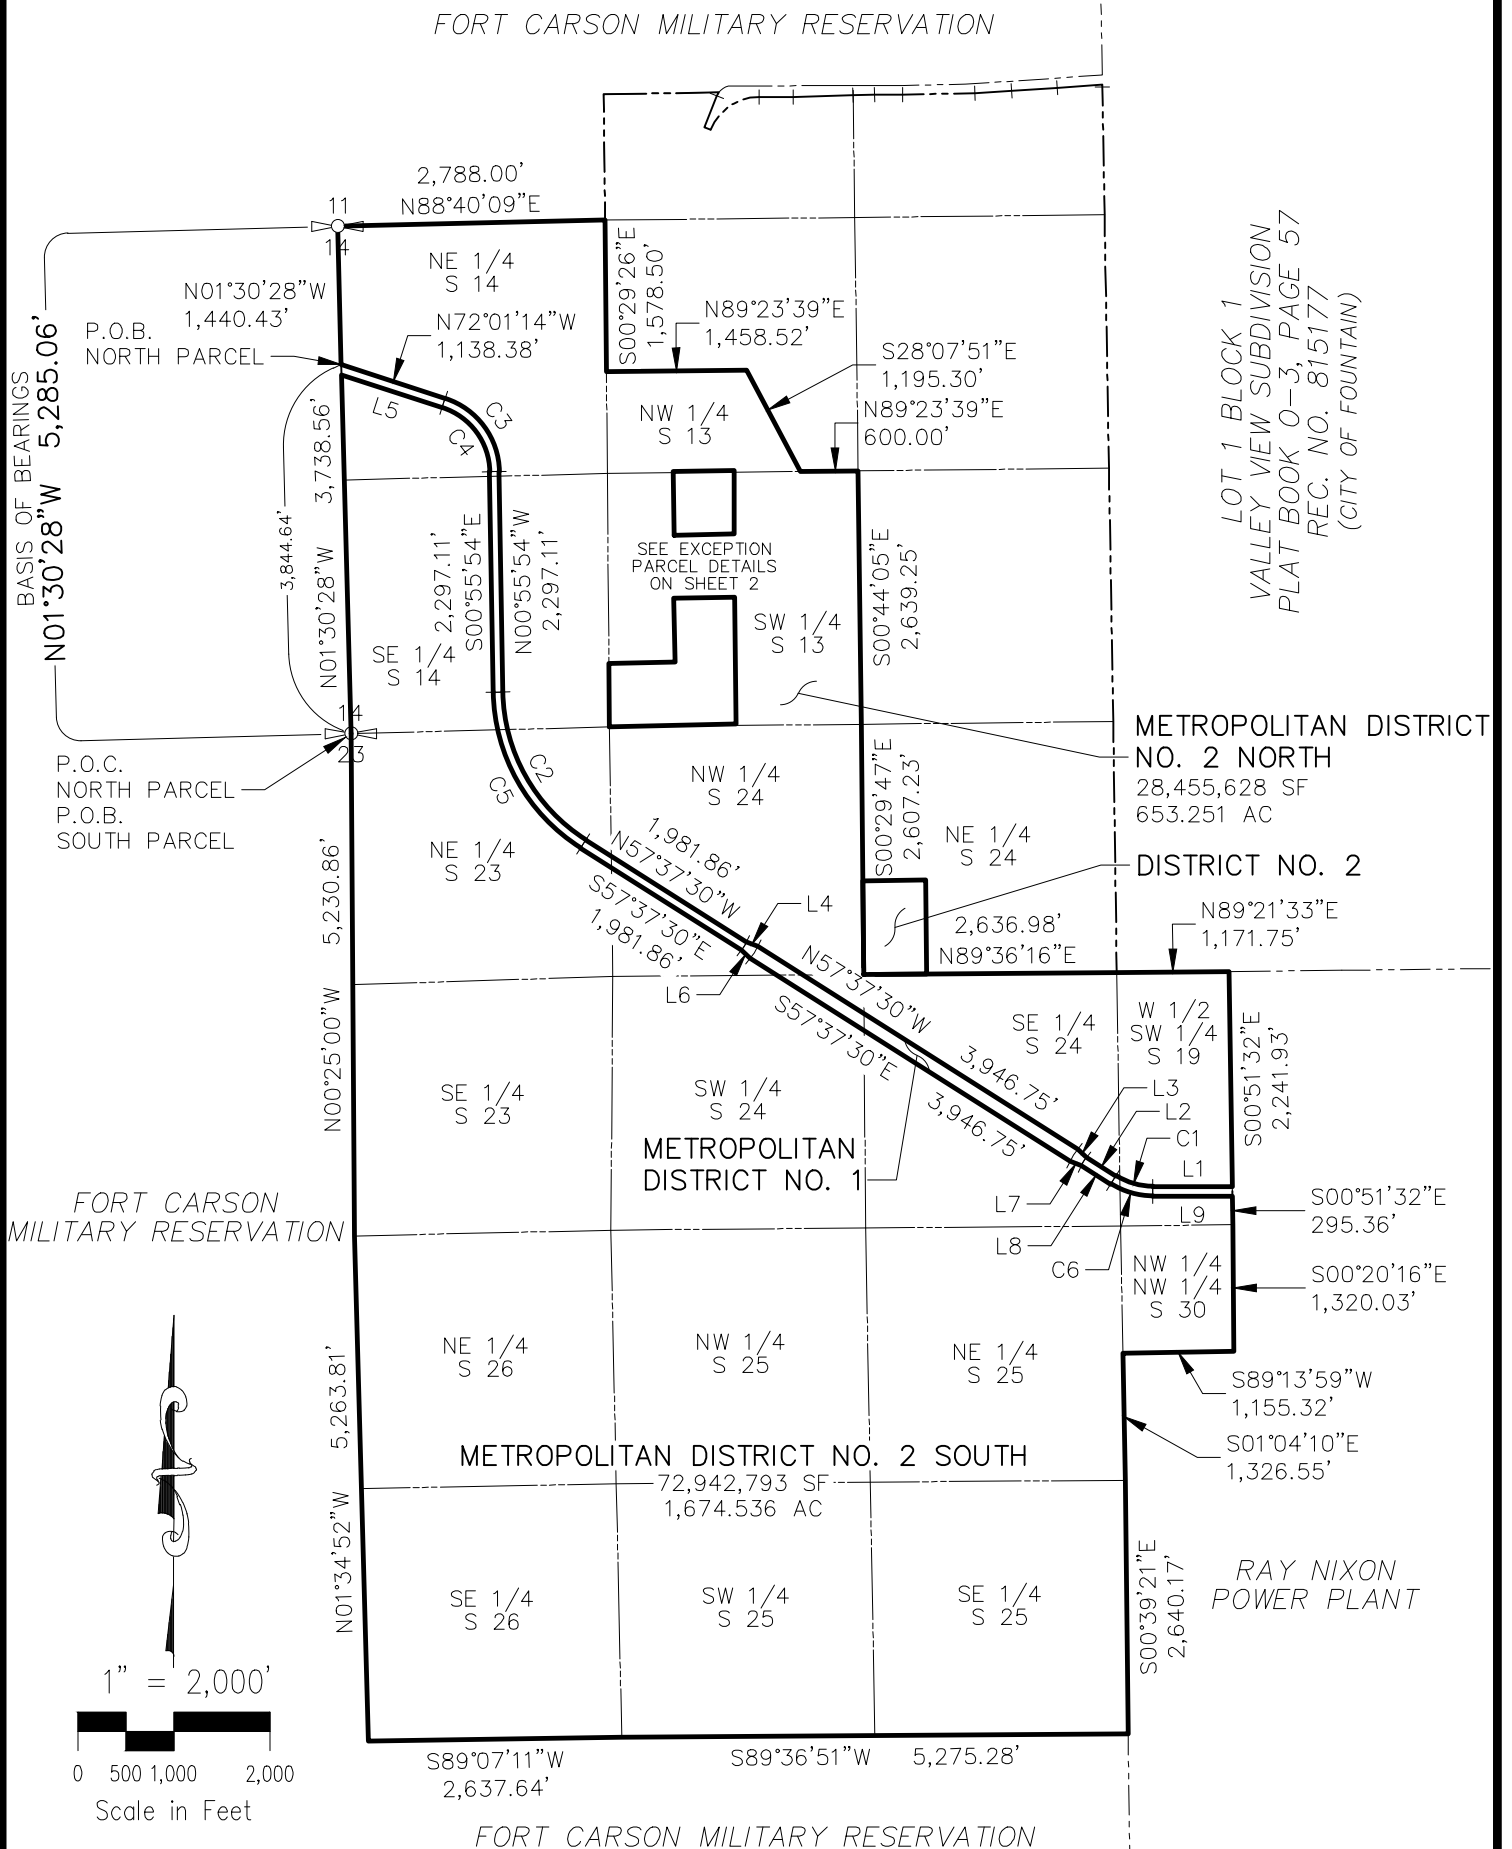 FORT CARSON MILITARY RESERVATION
2,788.00’
N88°40’09”E
11
14
NE 1/4
S 14
S00°29’26”E
1,578.50’
N01°30’28”W
1,440.43’
P.O.B.
NORTH PARCEL
N72°01’14”W
1,138.38’
N89°23’39”E
1,458.52’
S28°07’51”E
1,195.30’
N89°23’39”E
600.00’
LOT 1 BLOCK 1
VALLEY VIEW SUBDIVISION
PLAT BOOK O-3, PAGE 57
REC. NO. 815177
(CITY OF FOUNTAIN)
BASIS OF BEARINGS
N01°30’28”W 5,285.06’
L5
C3
C4
NW 1/4
S 13
3,844.64’
N01°30’28”W 3,738.56’
S00°55’54”E
2,297.11’
N00°55’54”W
2,297.11’
SEE EXCEPTION
PARCEL DETAILS
ON SHEET 2
SW 1/4
S 13
S00°44’05”E
2,639.25’
SE 1/4
S 14
14
23
P.O.C.
NORTH PARCEL
P.O.B.
SOUTH PARCEL
METROPOLITAN DISTRICT
NO. 2 NORTH
28,455,628 SF
653.251 AC
C2
C5
NW 1/4
S 24
S00°29’47”E
2,607.23’
NE 1/4
S 24
DISTRICT NO. 2
NE 1/4
S 23
1,981.86’
N57°37’30”W
S57°37’30”E
1,981.86’
L4
L6
2,636.98’
N89°36’16”E
N89°21’33”E
1,171.75’
N00°25’00”W 5,230.86’
N57°37’30”W 3,946.75’
S57°37’30”E 3,946.75’
SE 1/4
S 24
W 1/2
SW 1/4
S 19
S00°51’32”E
2,241.93’
SE 1/4
S 23
SW 1/4
S 24
L3
L2
C1
L1
METROPOLITAN
DISTRICT NO. 1
L7
L8
C6
L9
S00°51’32”E
295.36’
FORT CARSON
MILITARY RESERVATION
NW 1/4
NW 1/4
S 30
S00°20’16”E
1,320.03’
NE 1/4
S 26
NW 1/4
S 25
NE 1/4
S 25
S89°13’59”W
1,155.32’
S01°04’10”E
1,326.55’
N01°34’52”W 5,263.81’
METROPOLITAN DISTRICT NO. 2 SOUTH
72,942,793 SF
1,674.536 AC
SE 1/4
S 26
SW 1/4
S 25
SE 1/4
S 25
S00°39’21”E
2,640.17’
RAY NIXON
POWER PLANT
1” = 2,000’
0 500 1,000 2,000
Scale in Feet
S89°07’11”W
2,637.64’
S89°36’51”W 5,275.28’
FORT CARSON MILITARY RESERVATION